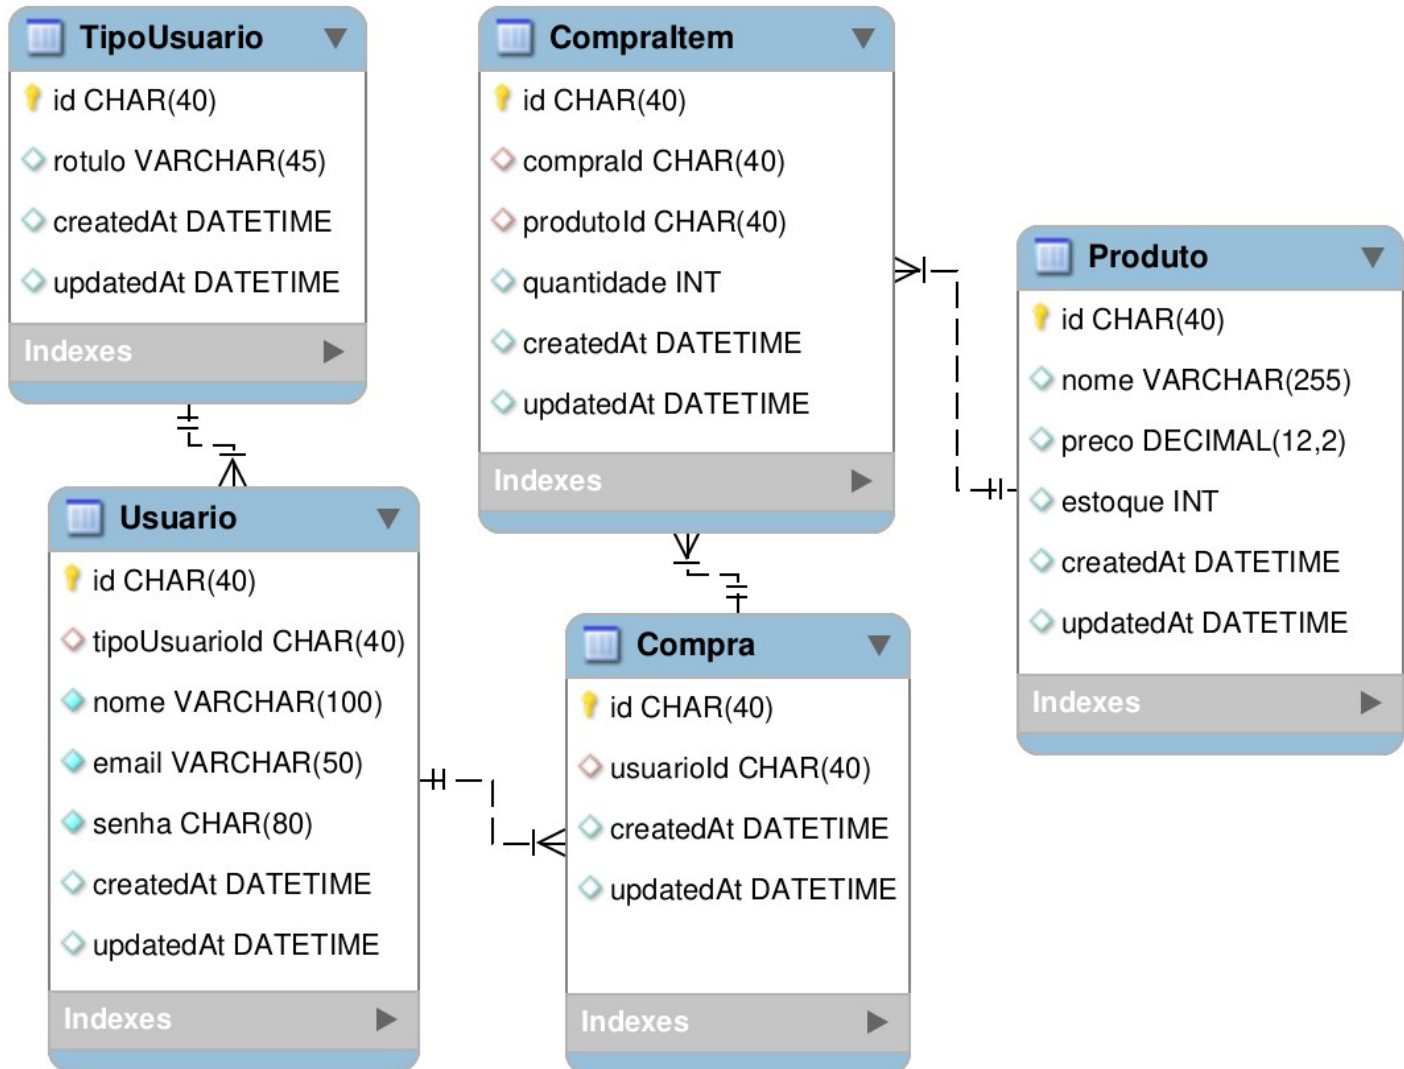 TipoUsuario
id CHAR(40)
rotulo VARCHAR(45)
createdAt DATETIME
updatedAt DATETIME
Indexes
CompraItem
id CHAR(40)
compraId CHAR(40)
produtoId CHAR(40)
quantidade INT
createdAt DATETIME
updatedAt DATETIME
Indexes
Produto
id CHAR(40)
nome VARCHAR(255)
preco DECIMAL(12,2)
estoque INT
createdAt DATETIME
updatedAt DATETIME
Indexes
Usuario
id CHAR(40)
tipoUsuarioId CHAR(40)
nome VARCHAR(100)
email VARCHAR(50)
senha CHAR(80)
createdAt DATETIME
updatedAt DATETIME
Indexes
Compra
id CHAR(40)
usuarioId CHAR(40)
createdAt DATETIME
updatedAt DATETIME
Indexes